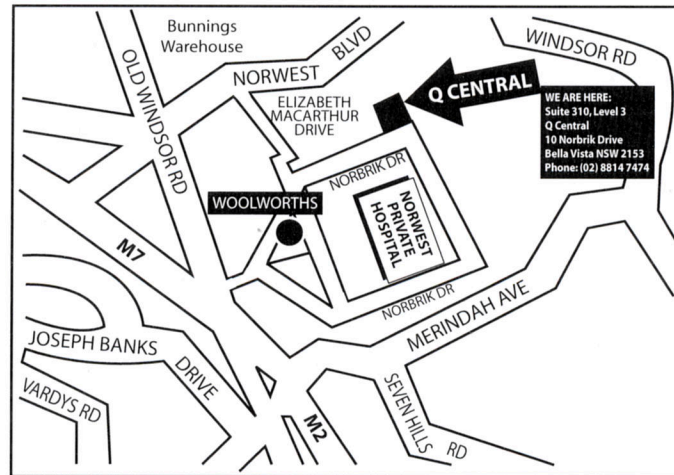 Bunnings
Warehouse
OLD WINDSOR RD
NORWEST BLVD
WINDSOR RD
Q CENTRAL
ELIZABETH
MACARTHUR
DRIVE
WE ARE HERE:
Suite 310, Level 3
Q Central
10 Norbrik Drive
Bella Vista NSW 2153
Phone: (02) 8814 7474
NORBRIK DR
WOOLWORTHS
NORWEST
PRIVATE
HOSPITAL
M7
NORBRIK DR
MERINDAH AVE
JOSEPH BANKS DRIVE
VARDYS RD
M2
SEVEN HILLS RD